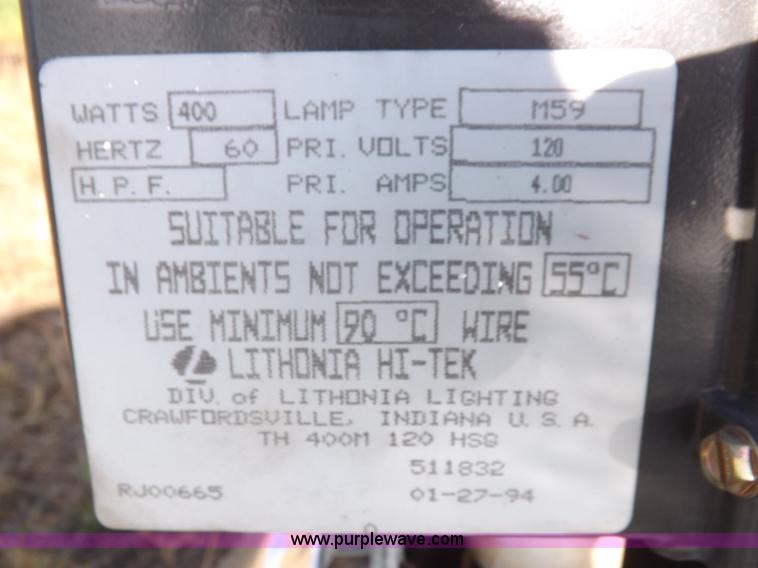 WATTS 400 LAMP TYPE M59
HERTZ 60 PRI. VOLTS 120
H. P. F. PRI. AMPS 4.00
SUITABLE FOR OPERATION
IN AMBIENTS NOT EXCEEDING 55°C
USE MINIMUM 90 °C WIRE
LITHONIA HI-TEK
DIV. of LITHONIA LIGHTING
CRAWFORDSVILLE, INDIANA U. S. A.
TH 400M 120 HSG
511832
RJ00665 01-27-94
www.purplewave.com